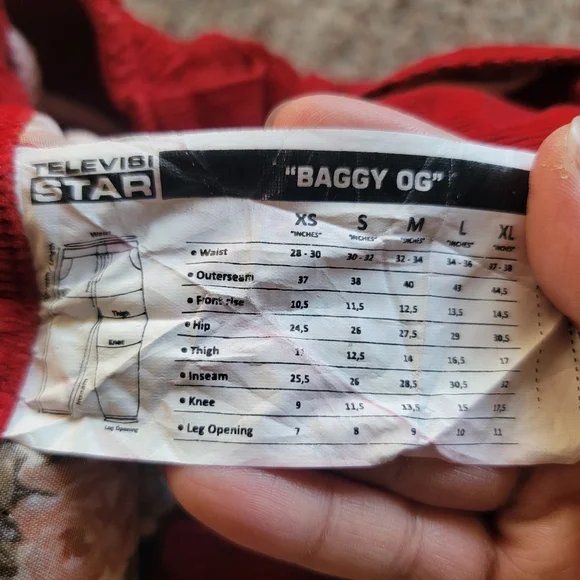 TELEVISI
STAR
"BAGGY OG"
XS S M L XL
"INCHES" "INCHES" "INCHES" "INCHES"
• Waist 28 - 30 30 - 32 32 - 34 34 - 36 37 - 38
• Outerseam 37 38 40 43 44,5
• Front rise 10,5 11,5 12,5 13,5 14,5
• Hip 24,5 26 27,5 29 30,5
• Thigh 12,5 14 16,5 17
• Inseam 25,5 26 28,5 30,5
• Knee 9 11,5 13,5 15 17,5
• Leg Opening 7 8 9 10 11
Waist
Length
Thigh
Knee
Leg Opening